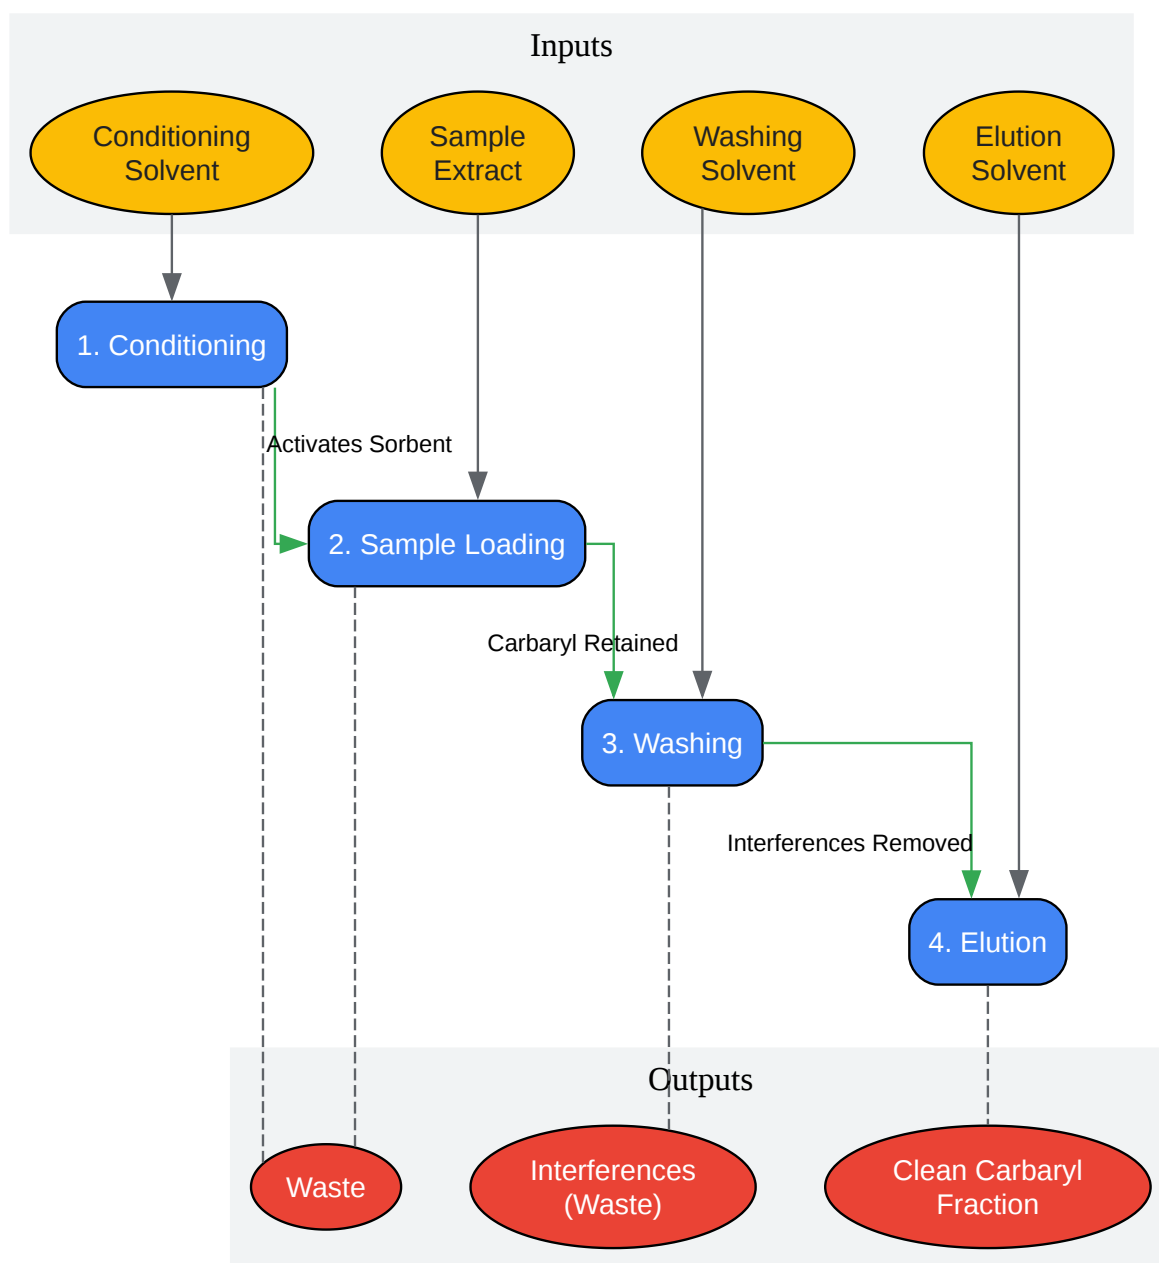 Inputs
Conditioning
Solvent
Sample
Extract
Washing
Solvent
Elution
Solvent
1. Conditioning
Activates Sorbent
2. Sample Loading
Carbaryl Retained
3. Washing
Interferences Removed
4. Elution
Outputs
Waste
Interferences
(Waste)
Clean Carbaryl
Fraction